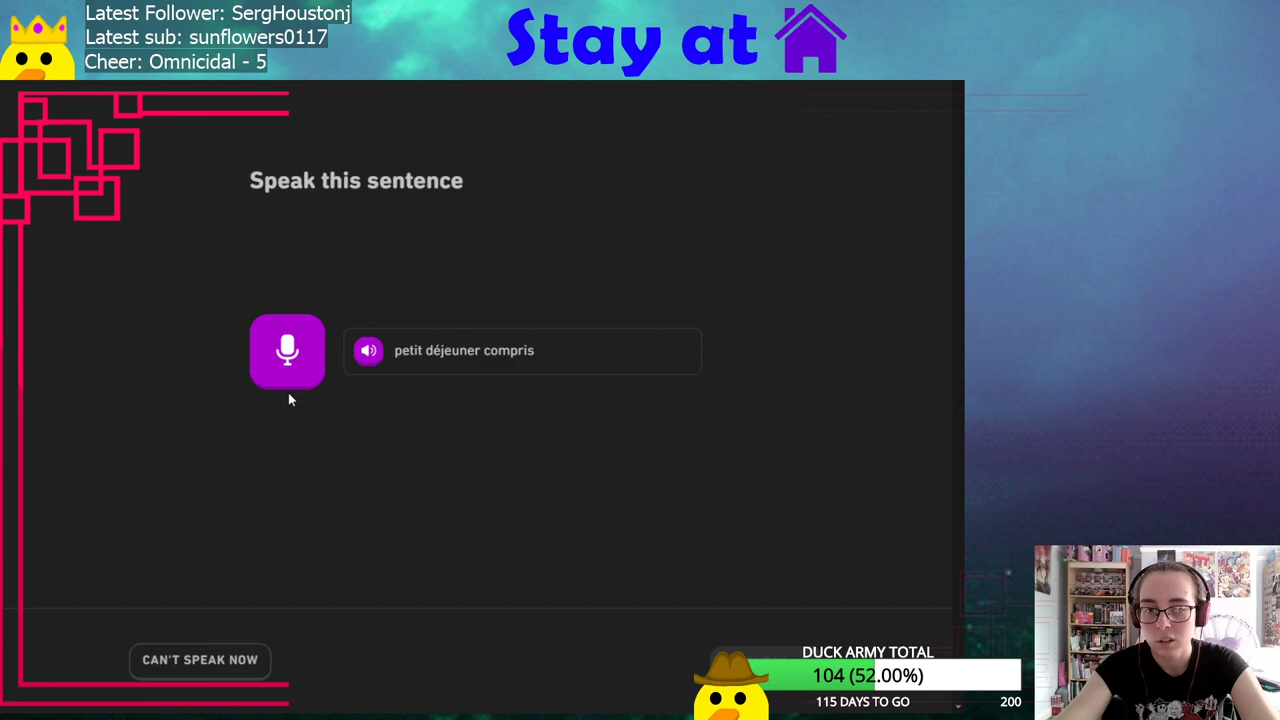 Latest Follower: SergHoustonj
Latest sub: sunflowers0117
Cheer: Omnicidal - 5
Stay at
Speak this sentence
petit déjeuner compris
CAN'T SPEAK NOW
DUCK ARMY TOTAL
104 (52.00%)
115 DAYS TO GO
200